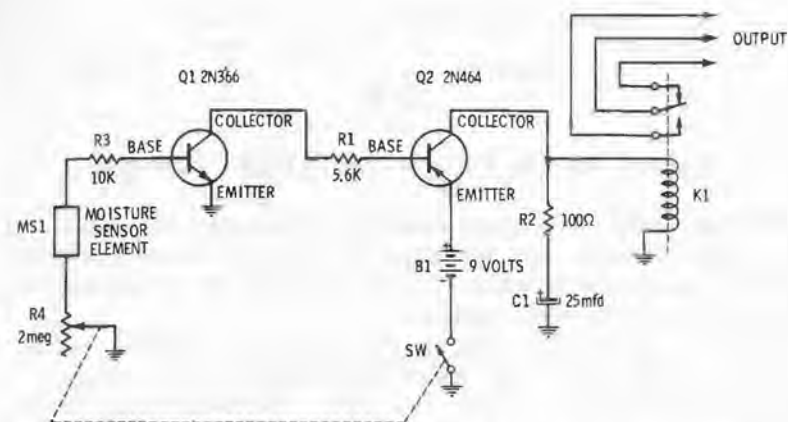 OUTPUT
Q1 2N366
Q2 2N464
COLLECTOR
COLLECTOR
R3
BASE
R1
BASE
10K
5.6K
EMITTER
EMITTER
K1
MS1
MOISTURE
SENSOR
ELEMENT
R2
100Ω
+
B1
9 VOLTS
-
R4
2meg
+
C1
25mfd
SW